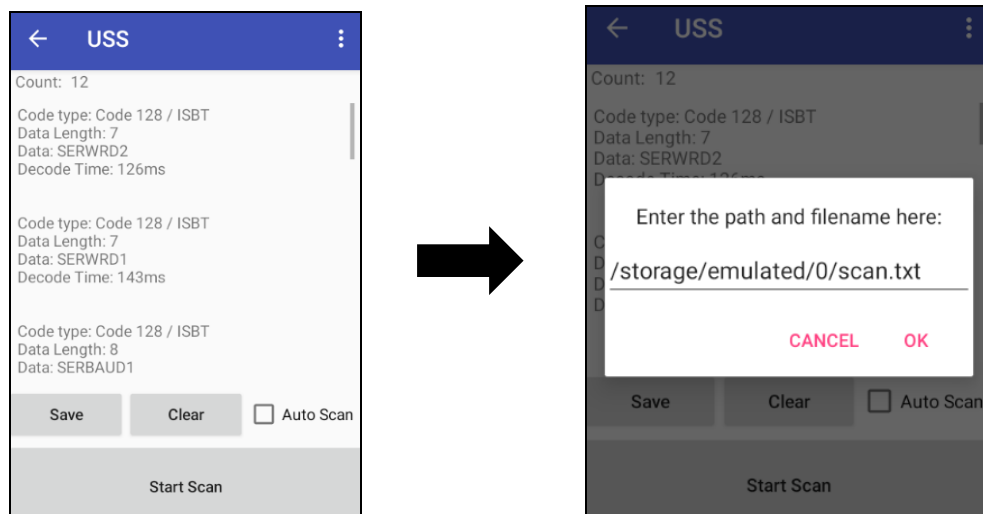 USS
Count: 12
Code type: Code 128 / ISBT
Data Length: 7
Data: SERWRD2
Decode Time: 126ms
Code type: Code 128 / ISBT
Data Length: 7
Data: SERWRD1
Decode Time: 143ms
Code type: Code 128 / ISBT
Data Length: 8
Data: SERBAUD1
Save Clear Auto Scan
Start Scan
USS
Count: 12
Code type: Code 128 / ISBT
Data Length: 7
Data: SERWRD2
Enter the path and filename here:
/storage/emulated/0/scan.txt
CANCEL OK
Save Clear Auto Scan
Start Scan